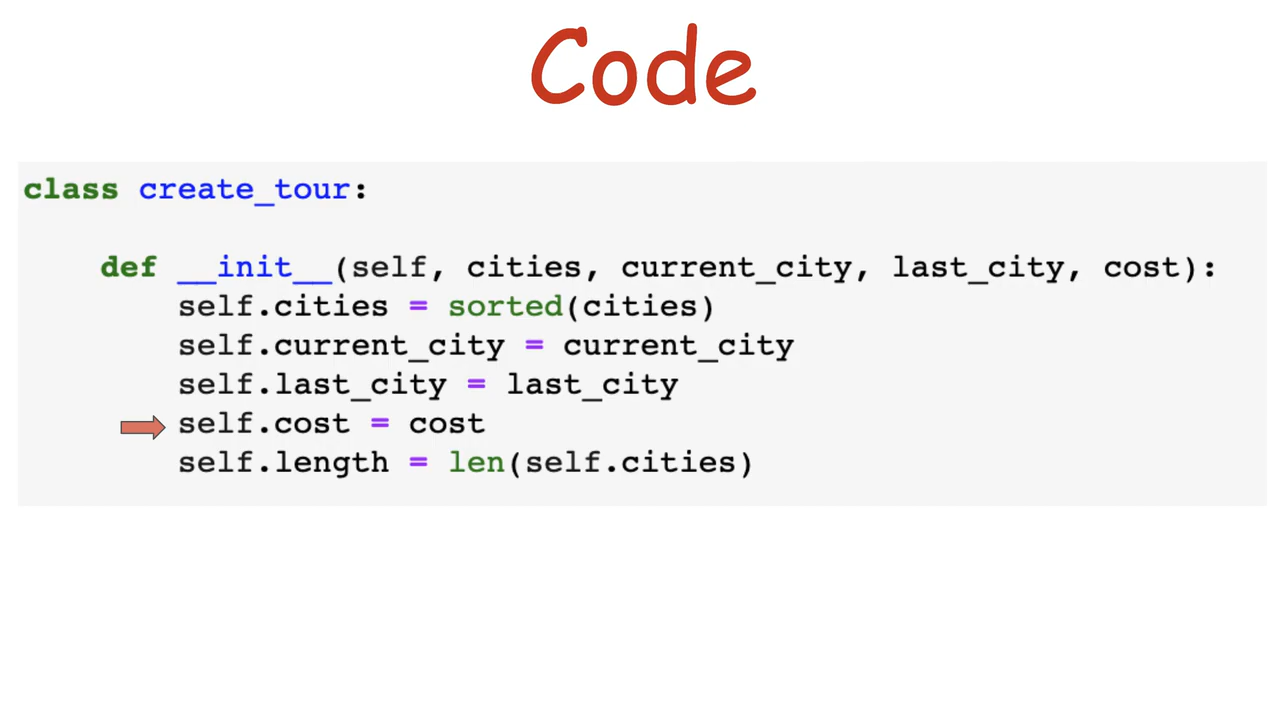 Code
class create_tour:
    def __init__(self, cities, current_city, last_city, cost):
        self.cities = sorted(cities)
        self.current_city = current_city
        self.last_city = last_city
        self.cost = cost
        self.length = len(self.cities)